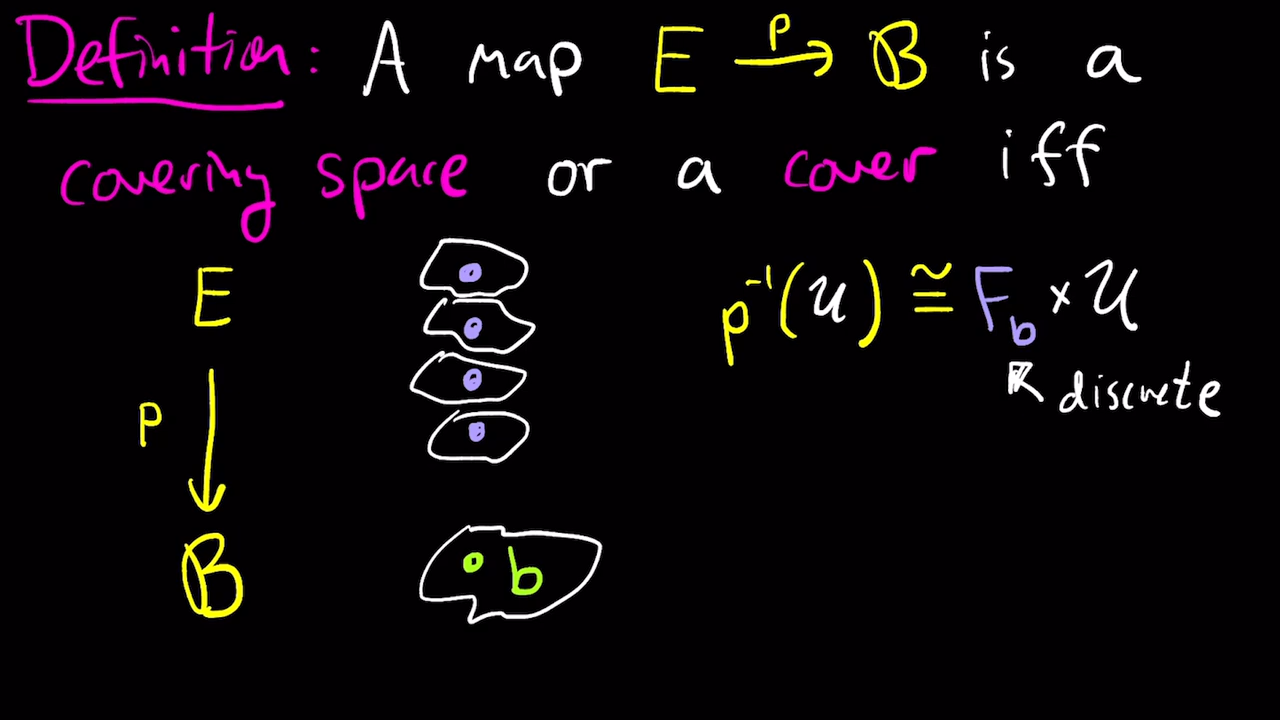 Definition: A map E →p B is a
covering space or a cover iff
E
p⁻¹(U) ≅ F_b × U
discrete
p
B
b